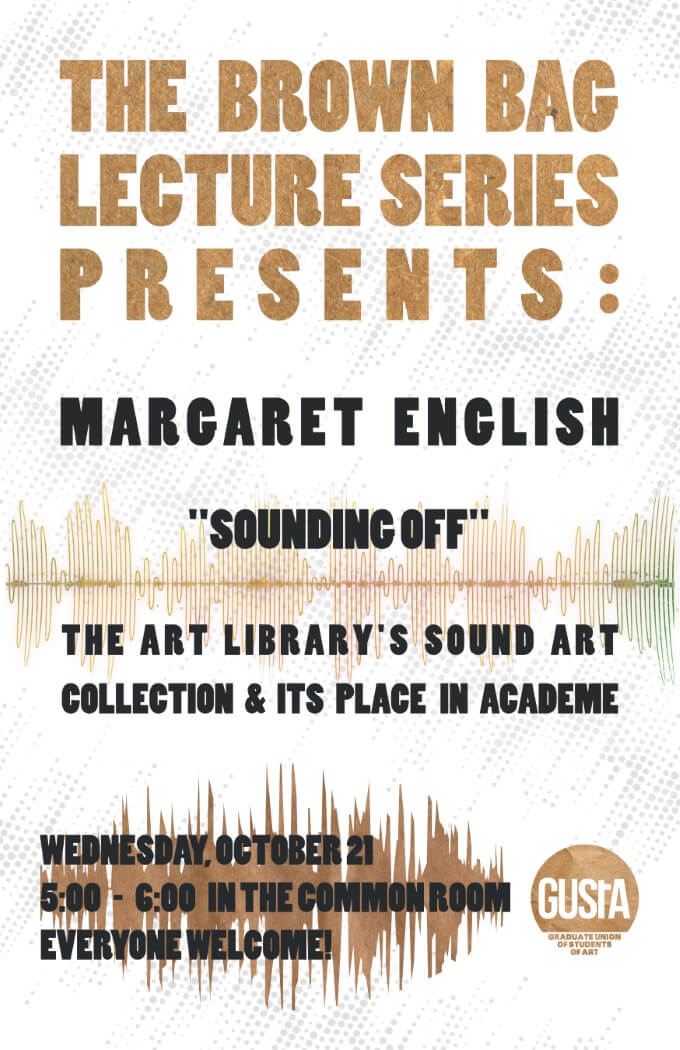 THE BROWN BAG
LECTURE SERIES
PRESENTS:
MARGARET ENGLISH
"SOUNDING OFF"
THE ART LIBRARY'S SOUND ART
COLLECTION & ITS PLACE IN ACADEME
WEDNESDAY, OCTOBER 21
5:00 - 6:00 IN THE COMMON ROOM
EVERYONE WELCOME!
GUStA
GRADUATE UNION
OF STUDENTS
OF ART